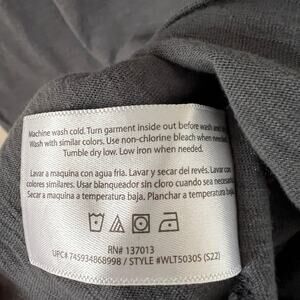 Machine wash cold. Turn garment inside out before wash and
Wash with similar colors. Use non-chlorine bleach when needed.
Tumble dry low. Low iron when needed.
Lavar a maquina con agua fria. Lavar y secar del revés. Lavar con
colores similares. Usar blanqueador sin cloro cuando sea necesario.
Secar a maquina a temperatura baja. Planchar a temperatura baja.
RN# 137013
UPC# 745934868998 / STYLE #WLT5030S (S22)